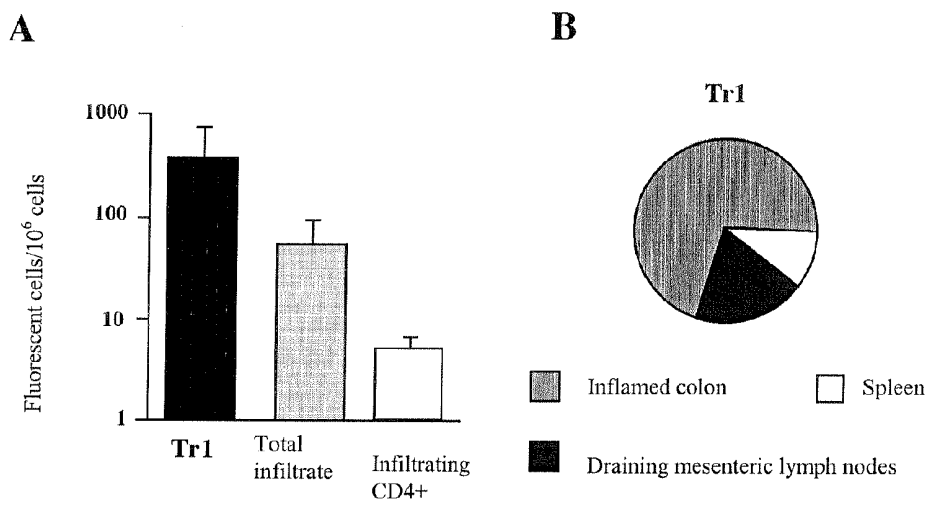 A
B
Tr1
1000
100
10
1
Fluorescent cells/10⁶ cells
Tr1
Total
infiltrate
Infiltrating
CD4+
Inflamed colon
Spleen
Draining mesenteric lymph nodes